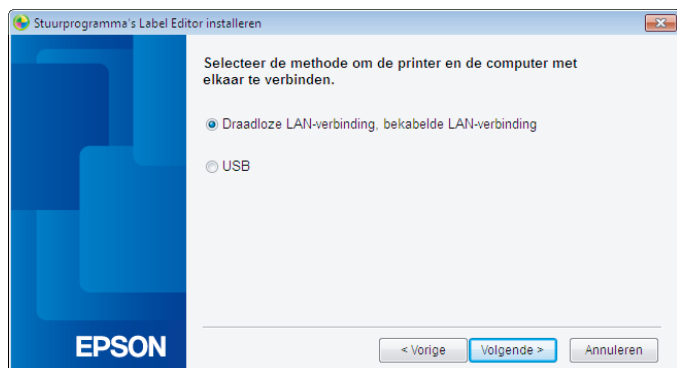 Stuurprogramma's Label Editor installeren
Selecteer de methode om de printer en de computer met
elkaar te verbinden.
Draadloze LAN-verbinding, bekabelde LAN-verbinding
USB
EPSON
< Vorige
Volgende >
Annuleren